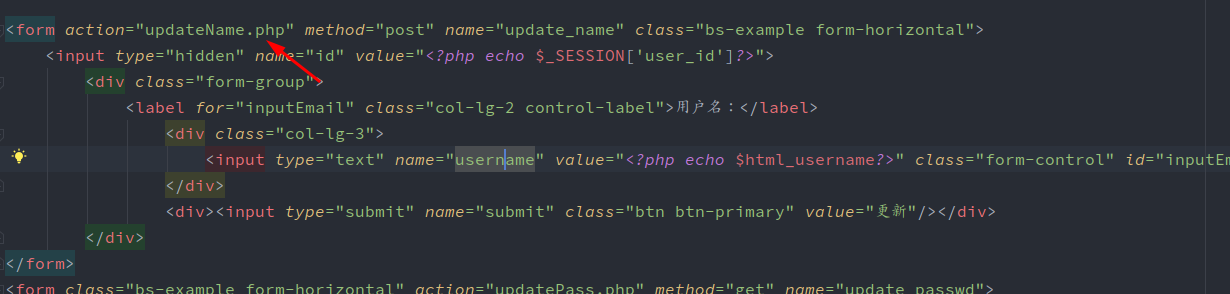 <form action="updateName.php" method="post" name="update_name" class="bs-example form-horizontal">
<input type="hidden" name="id" value="<?php echo $_SESSION['user_id']?>">
<div class="form-group">
<label for="inputEmail" class="col-lg-2 control-label">用户名：</label>
<div class="col-lg-3">
<input type="text" name="username" value="<?php echo $html_username?>" class="form-control" id="inputEm
</div>
<div><input type="submit" name="submit" class="btn btn-primary" value="更新"/></div>
</div>
</form>
<form class="bs-example form-horizontal" action="updatePass.php" method="get" name="update_passwd">